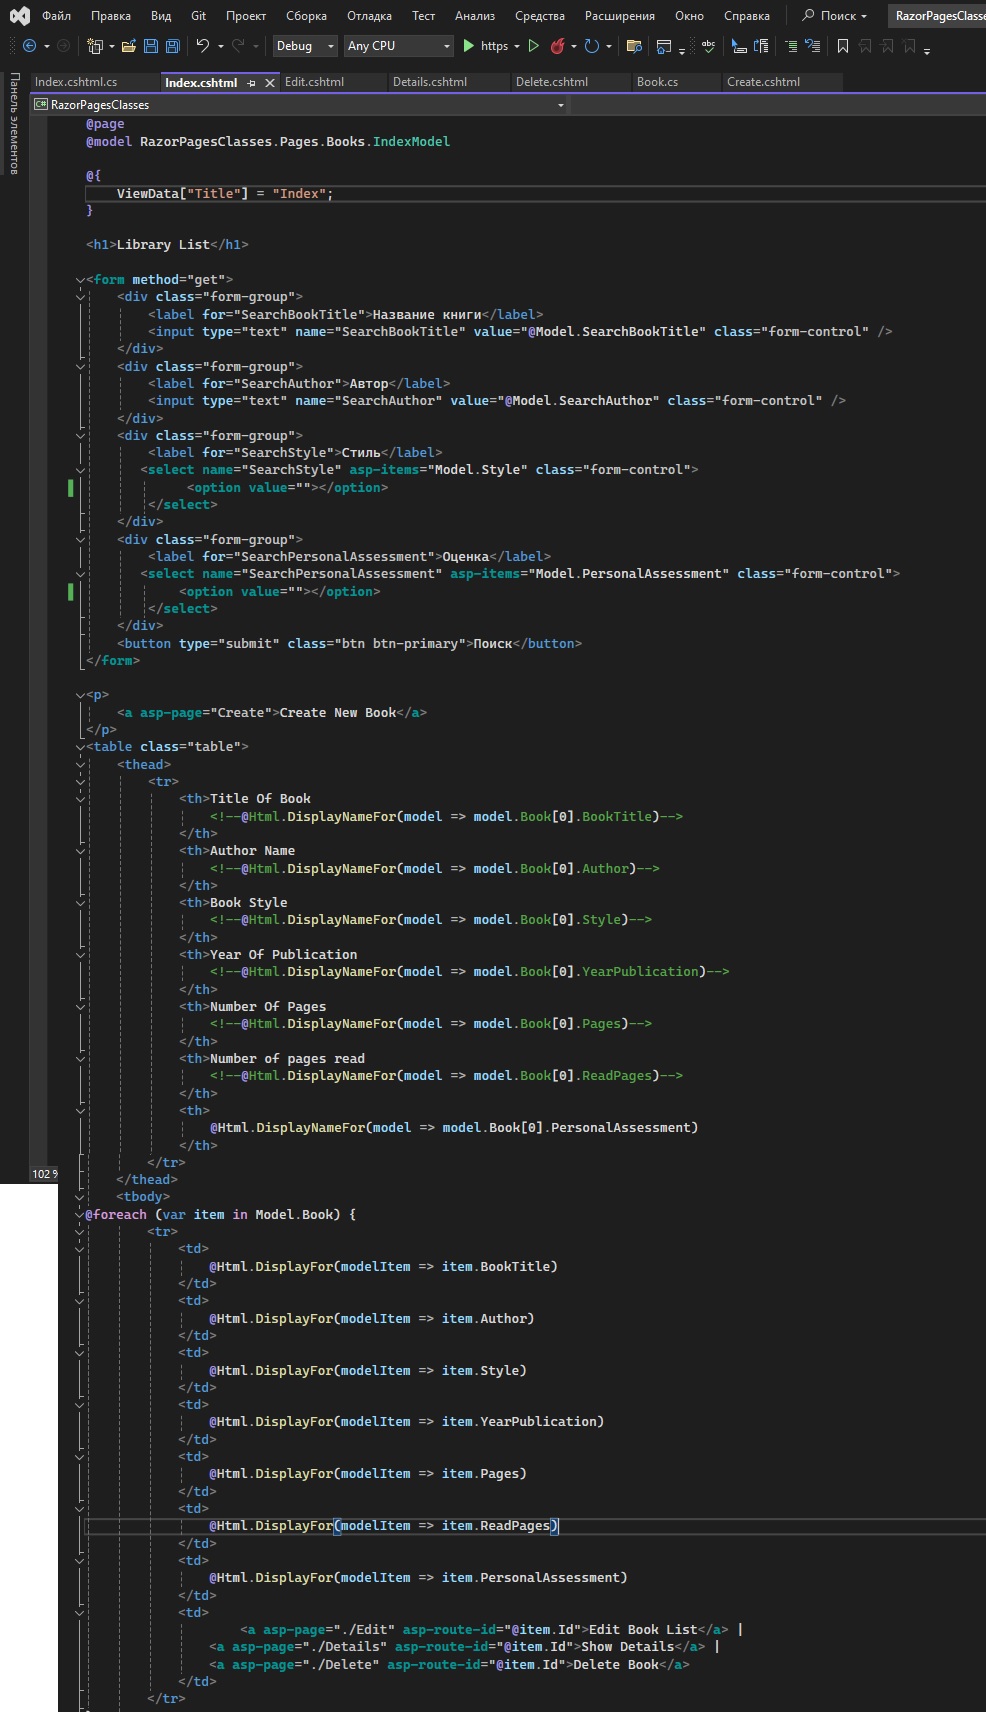 Файл Правка Вид Git Проект Сборка Отладка Тест Анализ Средства Расширения Окно Справка Поиск RazorPagesClasse
Debug Any CPU https
Панель элементов
Index.cshtml.cs Index.cshtml Edit.cshtml Details.cshtml Delete.cshtml Book.cs Create.cshtml
C# RazorPagesClasses
@page
@model RazorPagesClasses.Pages.Books.IndexModel
@{
ViewData["Title"] = "Index";
}
<h1>Library List</h1>
<form method="get">
<div class="form-group">
<label for="SearchBookTitle">Название книги</label>
<input type="text" name="SearchBookTitle" value="@Model.SearchBookTitle" class="form-control" />
</div>
<div class="form-group">
<label for="SearchAuthor">Автор</label>
<input type="text" name="SearchAuthor" value="@Model.SearchAuthor" class="form-control" />
</div>
<div class="form-group">
<label for="SearchStyle">Стиль</label>
<select name="SearchStyle" asp-items="Model.Style" class="form-control">
<option value=""></option>
</select>
</div>
<div class="form-group">
<label for="SearchPersonalAssessment">Оценка</label>
<select name="SearchPersonalAssessment" asp-items="Model.PersonalAssessment" class="form-control">
<option value=""></option>
</select>
</div>
<button type="submit" class="btn btn-primary">Поиск</button>
</form>
<p>
<a asp-page="Create">Create New Book</a>
</p>
<table class="table">
<thead>
<tr>
<th>Title Of Book
<!--@Html.DisplayNameFor(model => model.Book[0].BookTitle)-->
</th>
<th>Author Name
<!--@Html.DisplayNameFor(model => model.Book[0].Author)-->
</th>
<th>Book Style
<!--@Html.DisplayNameFor(model => model.Book[0].Style)-->
</th>
<th>Year Of Publication
<!--@Html.DisplayNameFor(model => model.Book[0].YearPublication)-->
</th>
<th>Number Of Pages
<!--@Html.DisplayNameFor(model => model.Book[0].Pages)-->
</th>
<th>Number of pages read
<!--@Html.DisplayNameFor(model => model.Book[0].ReadPages)-->
</th>
<th>
@Html.DisplayNameFor(model => model.Book[0].PersonalAssessment)
</th>
</tr>
102 %
</thead>
<tbody>
@foreach (var item in Model.Book) {
<tr>
<td>
@Html.DisplayFor(modelItem => item.BookTitle)
</td>
<td>
@Html.DisplayFor(modelItem => item.Author)
</td>
<td>
@Html.DisplayFor(modelItem => item.Style)
</td>
<td>
@Html.DisplayFor(modelItem => item.YearPublication)
</td>
<td>
@Html.DisplayFor(modelItem => item.Pages)
</td>
<td>
@Html.DisplayFor(modelItem => item.ReadPages)
</td>
<td>
@Html.DisplayFor(modelItem => item.PersonalAssessment)
</td>
<td>
<a asp-page="./Edit" asp-route-id="@item.Id">Edit Book List</a> |
<a asp-page="./Details" asp-route-id="@item.Id">Show Details</a> |
<a asp-page="./Delete" asp-route-id="@item.Id">Delete Book</a>
</td>
</tr>